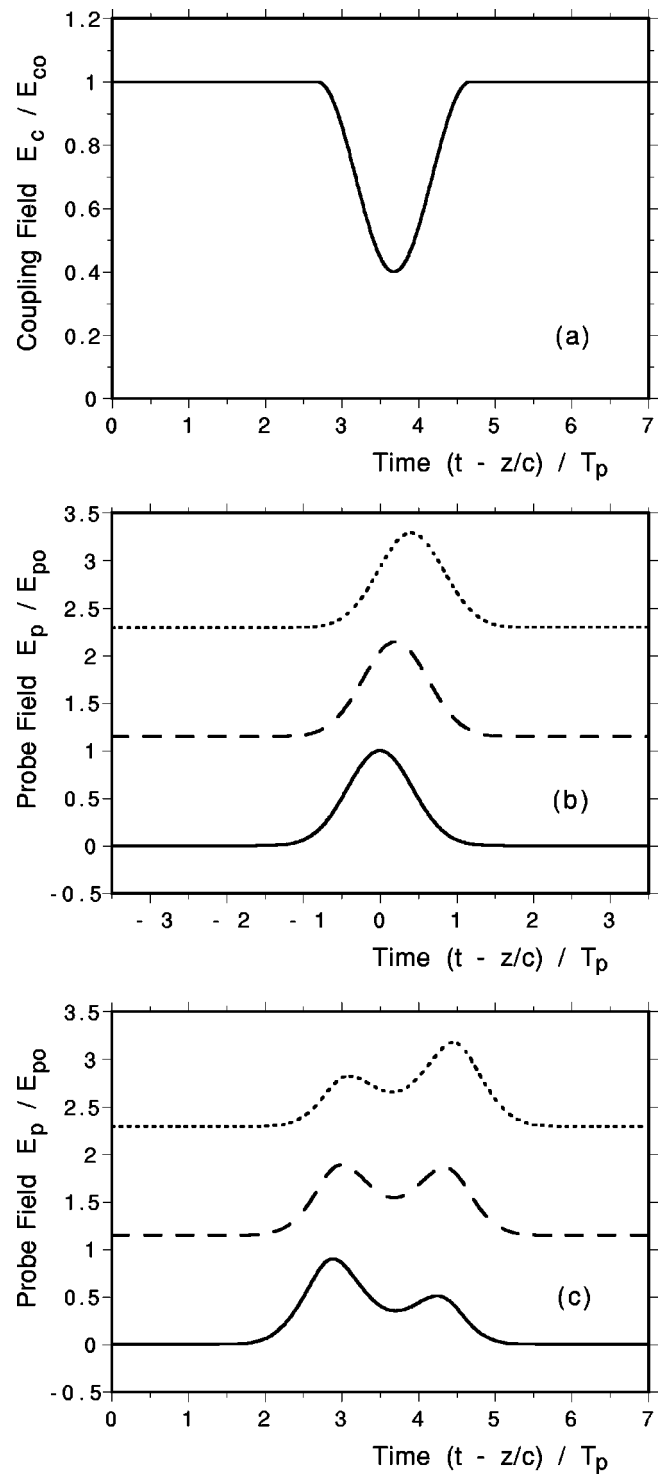 Coupling Field E_c / E_co
1.2
1
0.8
0.6
0.4
0.2
0
(a)
0 1 2 3 4 5 6 7
Time (t - z/c) / T_p
Probe Field E_p / E_po
3.5
3
2.5
2
1.5
1
0.5
0
-0.5
(b)
- 3 - 2 - 1 0 1 2 3
Time (t - z/c) / T_p
Probe Field E_p / E_po
3.5
3
2.5
2
1.5
1
0.5
0
-0.5
(c)
0 1 2 3 4 5 6 7
Time (t - z/c) / T_p